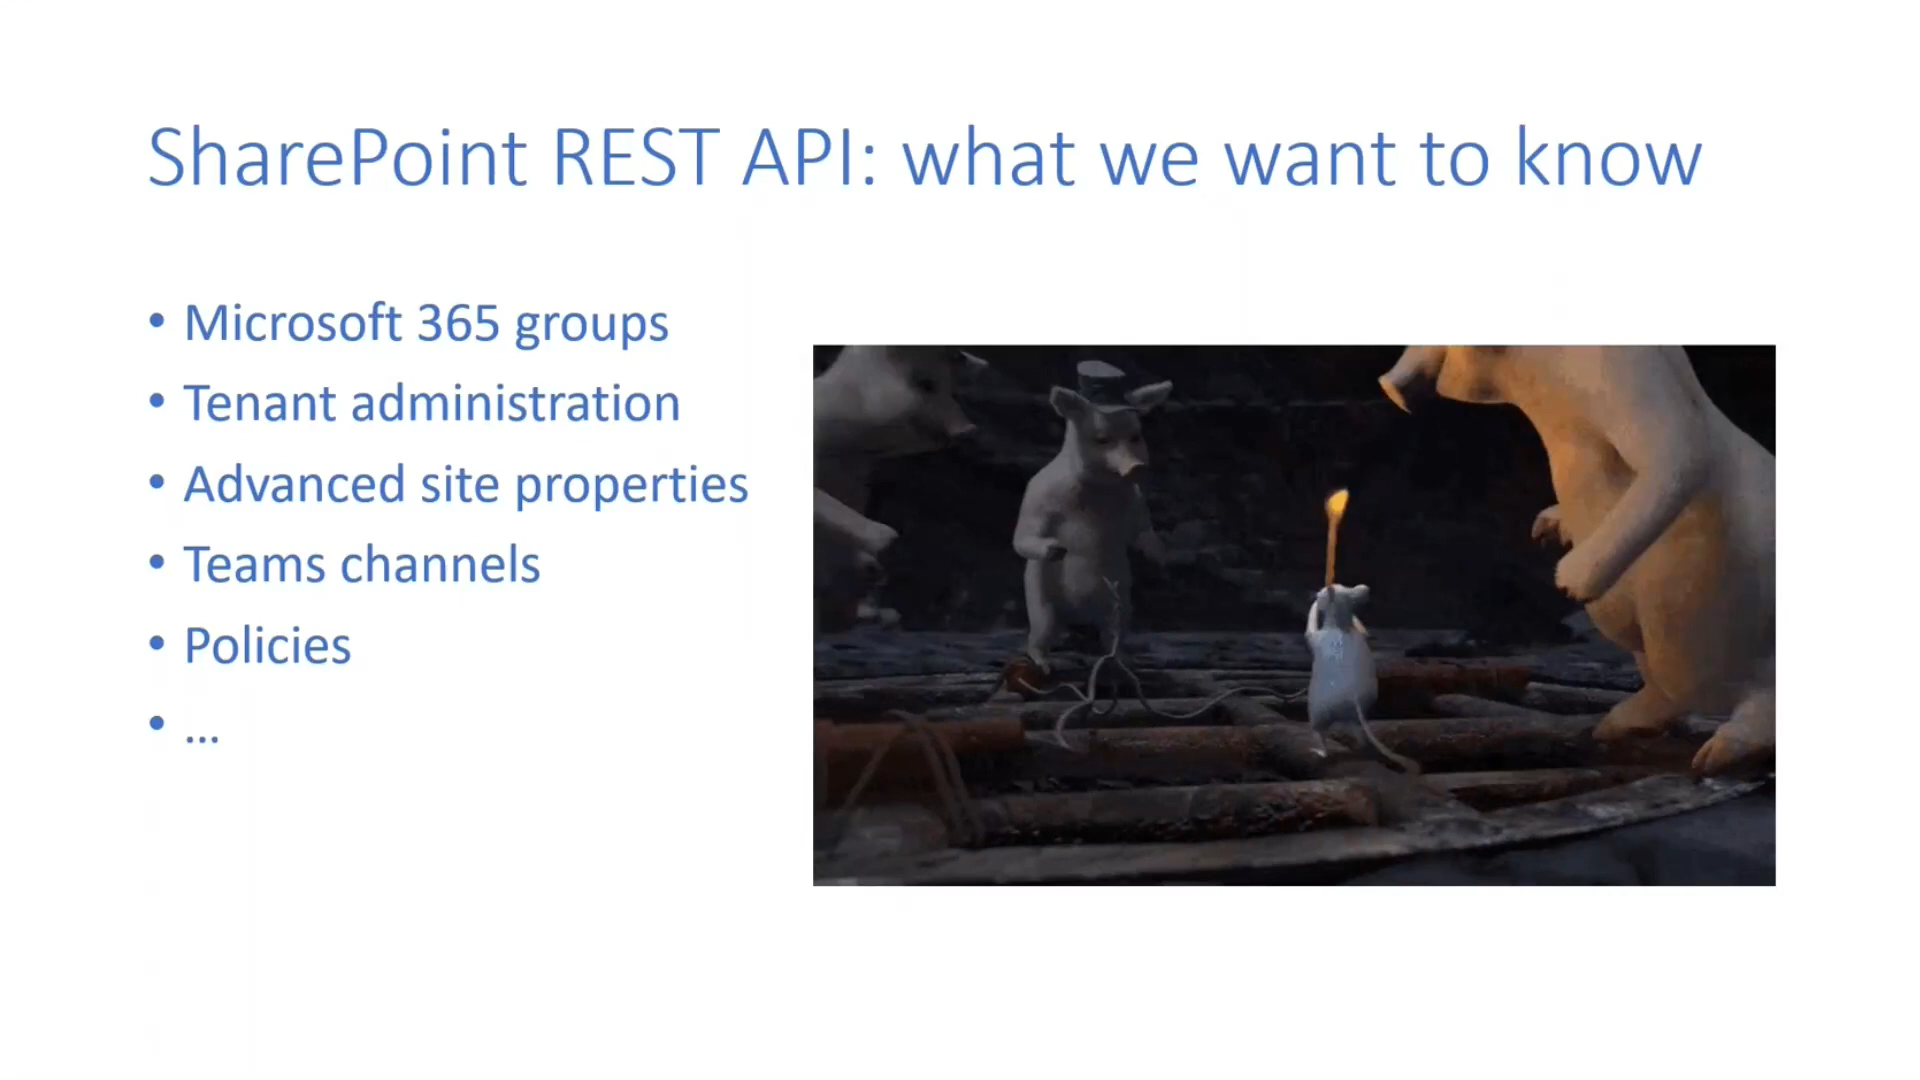 SharePoint REST API: what we want to know
• Microsoft 365 groups
• Tenant administration
• Advanced site properties
• Teams channels
• Policies
• ...